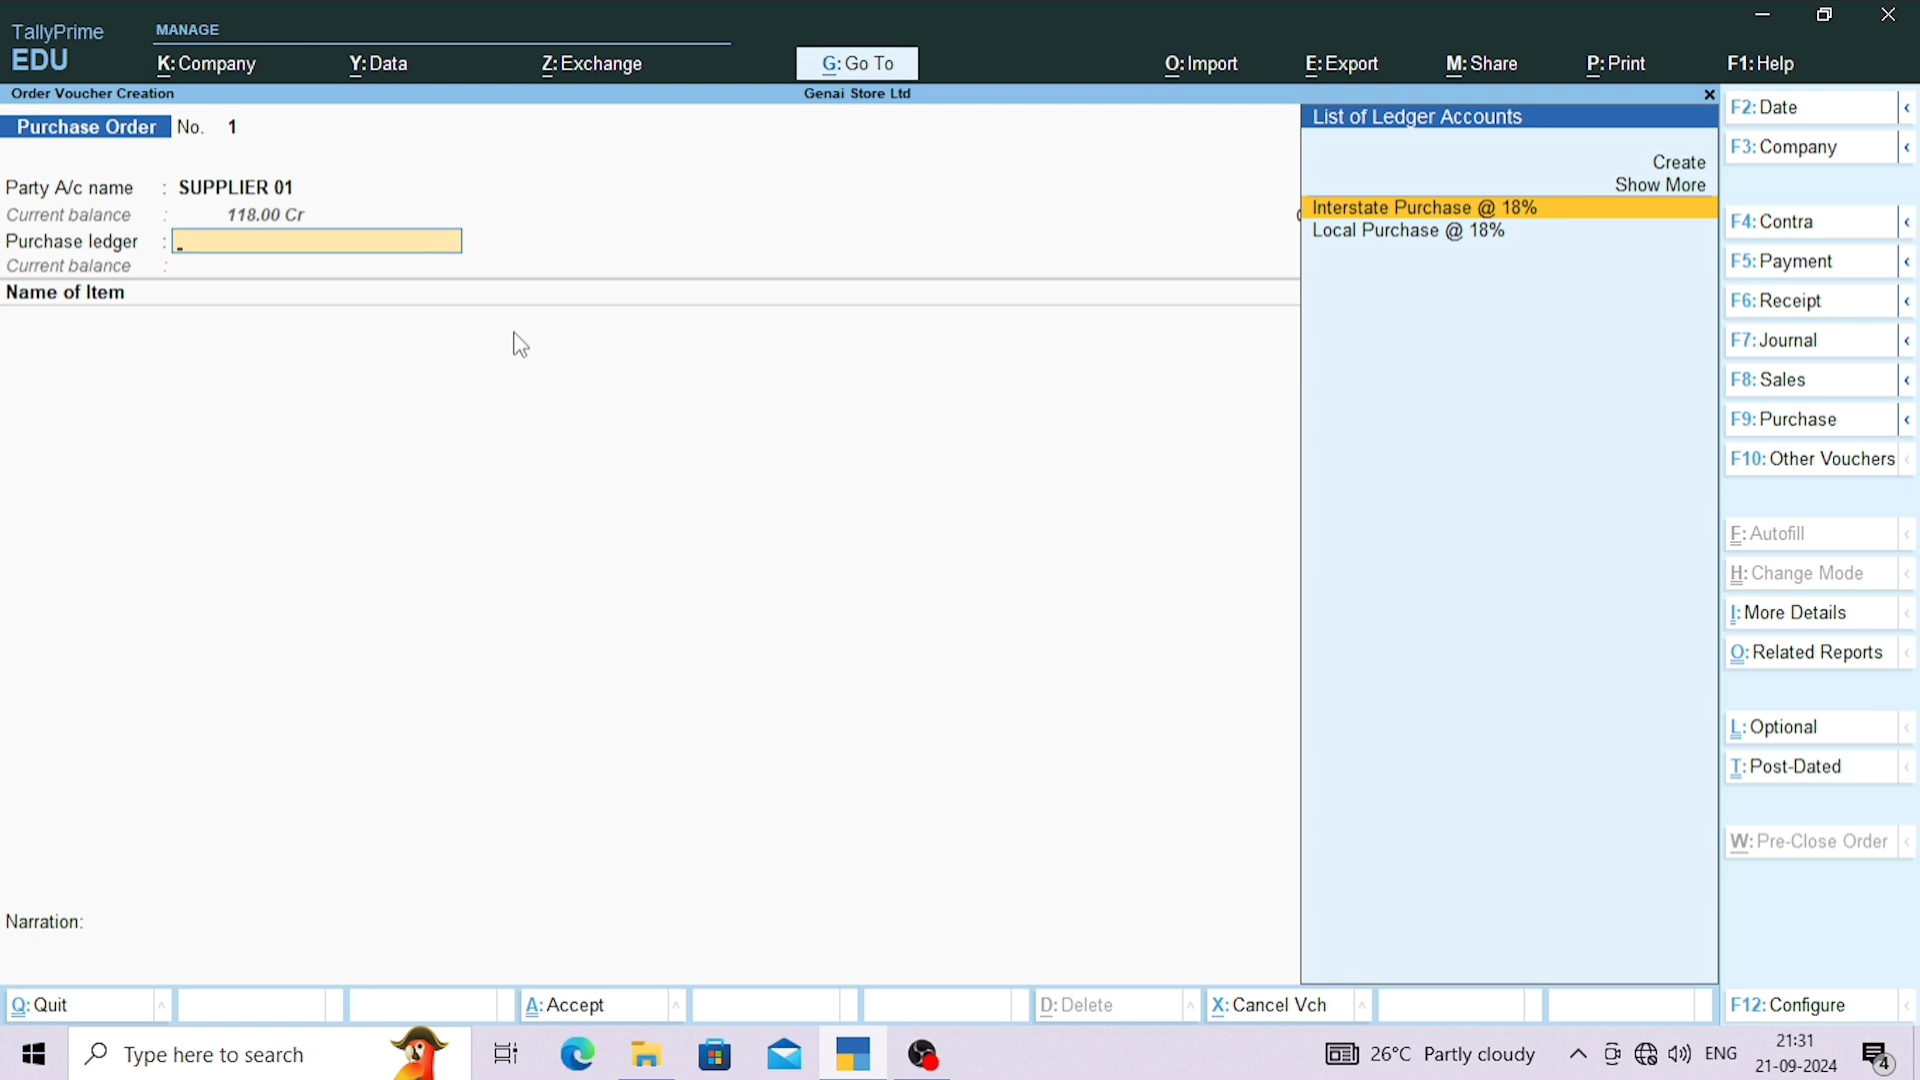 TallyPrime
EDU
MANAGE
K: Company
Y: Data
Z: Exchange
G: Go To
O: Import
E: Export
M: Share
P: Print
F1: Help
Order Voucher Creation
Genai Store Ltd
Purchase Order No. 1
Party A/c name : SUPPLIER 01
Current balance : 118.00 Cr
Purchase ledger :
Current balance :
Name of Item
Narration:
List of Ledger Accounts
Create
Show More
Interstate Purchase @ 18%
Local Purchase @ 18%
F2: Date
F3: Company
F4: Contra
F5: Payment
F6: Receipt
F7: Journal
F8: Sales
F9: Purchase
F10: Other Vouchers
F: Autofill
H: Change Mode
I: More Details
O: Related Reports
L: Optional
T: Post-Dated
W: Pre-Close Order
F12: Configure
Q: Quit
A: Accept
D: Delete
X: Cancel Vch
Type here to search
26°C Partly cloudy
ENG
21:31
21-09-2024
4